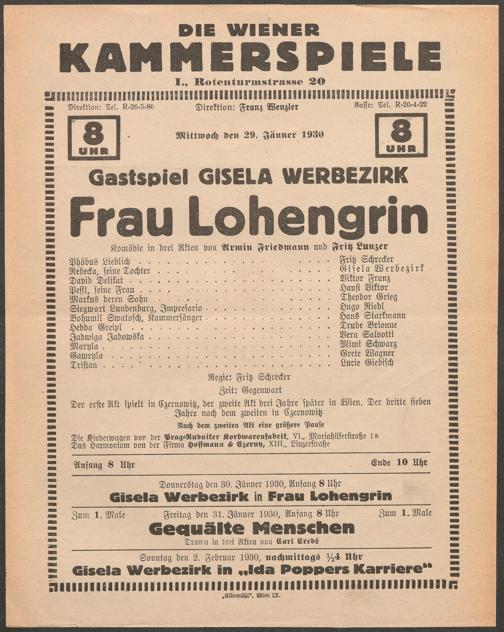 DIE WIENER
KAMMERSPIELE
I., Rotenturmstrasse 20
Direktion: Tel. R-26-5-86 Direktion: Franz Wenzler Kasse: Tel. R-26-4-22
8 UHR Mittwoch den 29. Jänner 1930 8 UHR
Gastspiel GISELA WERBEZIRK
Frau Lohengrin
Komödie in drei Akten von Armin Friedmann und Fritz Lunzer
Phöbus Lieblich Fritz Schrecker
Rebecka, seine Tochter Gisela Werbezirk
David Delikat Viktor Franz
Pessl, seine Frau Hansi Viktor
Markus deren Sohn Theodor Grieg
Siegwart Lundenburg, Impresario Hugo Riedl
Bohumil Swatosch, Kammersänger Hans Starkmann
Hedda Greipl Trude Brionne
Jadwiga Jadowska Vera Salvotti
Maryla Mimi Schwarz
Gawryla Grete Wagner
Tristan Lucie Giebisch
Regie: Fritz Schrecker
Zeit: Gegenwart
Der erste Akt spielt in Czernowitz, der zweite Akt drei Jahre später in Wien. Der dritte sieben
Jahre nach dem zweiten in Czernowitz
Nach dem zweiten Akt eine größere Pause
Die Kinderwagen von der Prag-Rudniker Korbwarenfabrik, VI., Mariahilferstraße 1a
Das Harmonium von der Firma Hoffmann & Czerny, XIII., Linzerstraße
Anfang 8 Uhr Ende 10 Uhr
Donnerstag den 30. Jänner 1930, Anfang 8 Uhr
Gisela Werbezirk in Frau Lohengrin
Zum 1. Male Freitag den 31. Jänner 1930, Anfang 8 Uhr Zum 1. Male
Gequälte Menschen
Drama in drei Akten von Carl Credé
Sonntag den 2. Februar 1930, nachmittags ½4 Uhr
Gisela Werbezirk in „Ida Poppers Karriere"
Wien IX.